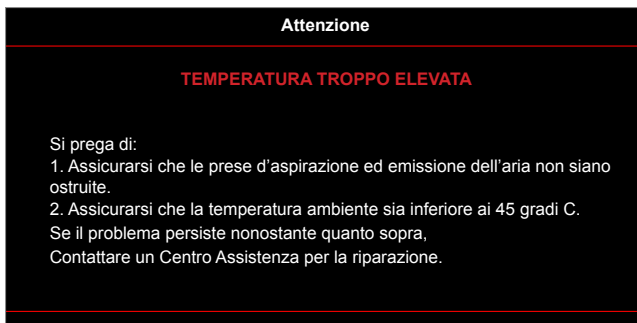 Attenzione
TEMPERATURA TROPPO ELEVATA
Si prega di:
1. Assicurarsi che le prese d’aspirazione ed emissione dell’aria non siano
ostruite.
2. Assicurarsi che la temperatura ambiente sia inferiore ai 45 gradi C.
Se il problema persiste nonostante quanto sopra,
Contattare un Centro Assistenza per la riparazione.